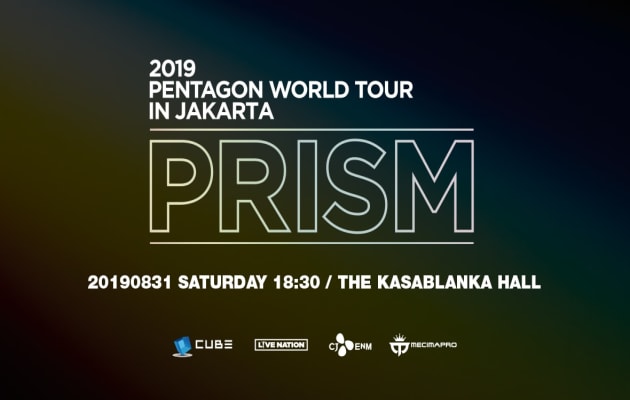 2019
PENTAGON WORLD TOUR
IN JAKARTA
PRISM
20190831 SATURDAY 18:30 / THE KASABLANKA HALL
CUBE LIVE NATION CJ ENM MECIMAPRO